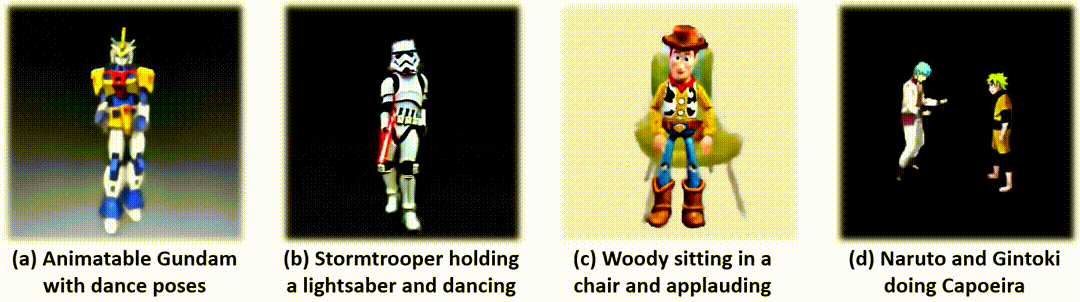 (a) Animatable Gundam
with dance poses
(b) Stormtrooper holding
a lightsaber and dancing
(c) Woody sitting in a
chair and applauding
(d) Naruto and Gintoki
doing Capoeira